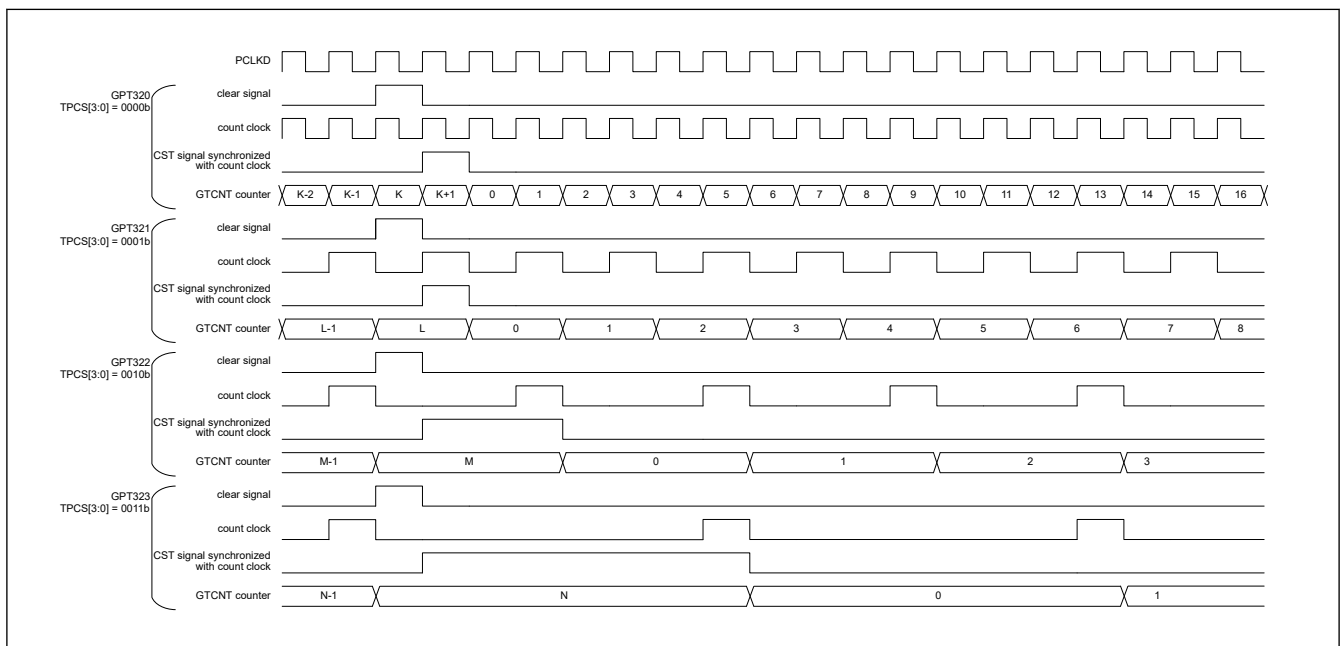 PCLKD
GPT320
TPCS[3:0] = 0000b
clear signal
count clock
CST signal synchronized
with count clock
GTCNT counter
K-2 K-1 K K+1 0 1 2 3 4 5 6 7 8 9 10 11 12 13 14 15 16
GPT321
TPCS[3:0] = 0001b
clear signal
count clock
CST signal synchronized
with count clock
GTCNT counter
L-1 L 0 1 2 3 4 5 6 7 8
GPT322
TPCS[3:0] = 0010b
clear signal
count clock
CST signal synchronized
with count clock
GTCNT counter
M-1 M 0 1 2 3
GPT323
TPCS[3:0] = 0011b
clear signal
count clock
CST signal synchronized
with count clock
GTCNT counter
N-1 N 0 1